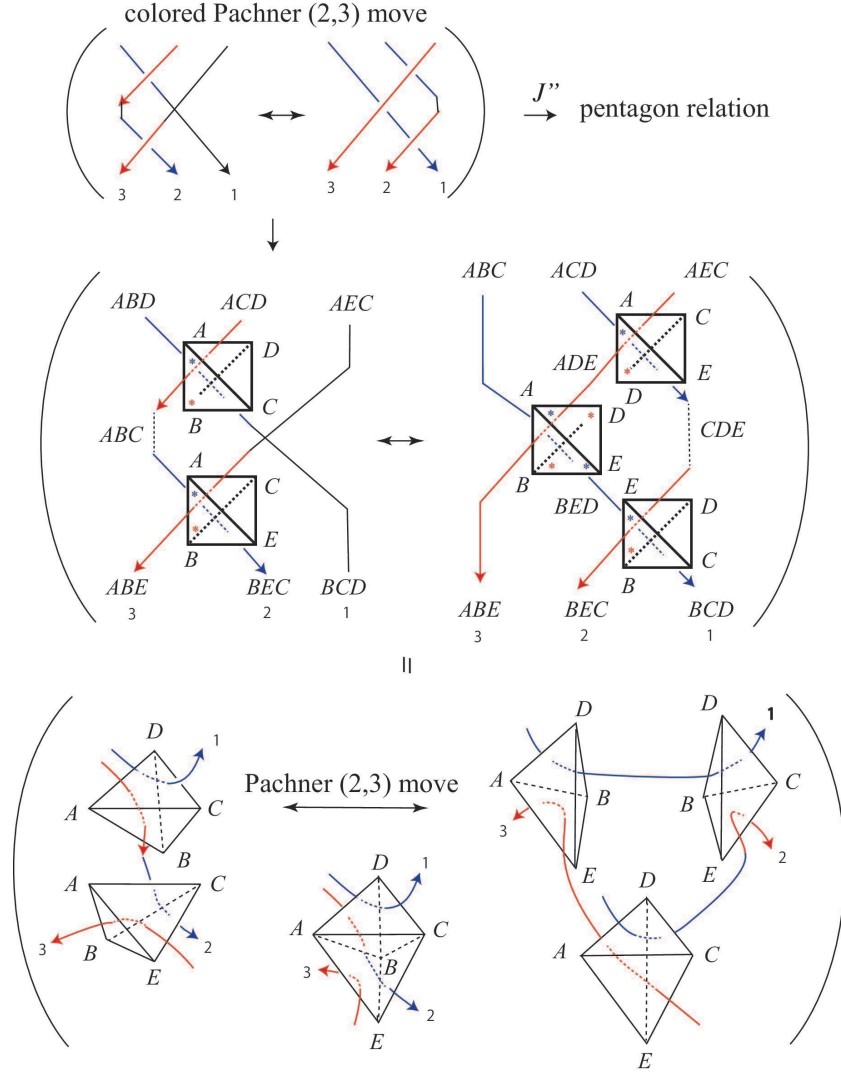 colored Pachner (2,3) move
J”
pentagon relation
3 2 1
3 2 1
ABD ACD AEC
A
D
*
*
B
C
ABC
A
C
*
*
B
E
ABE BEC BCD
3 2 1
ABC ACD AEC
A
C
*
*
D
E
ADE
A
D
*
*
*
*
B
E
CDE
BED
E
D
*
*
B
C
ABE BEC BCD
3 2 1
=
D
1
A
C
B
A
C
3
B
2
E
Pachner (2,3) move
D
1
A
C
B
3
2
E
D
A
B
3
E
D
1
B
C
2
E
D
A
C
E